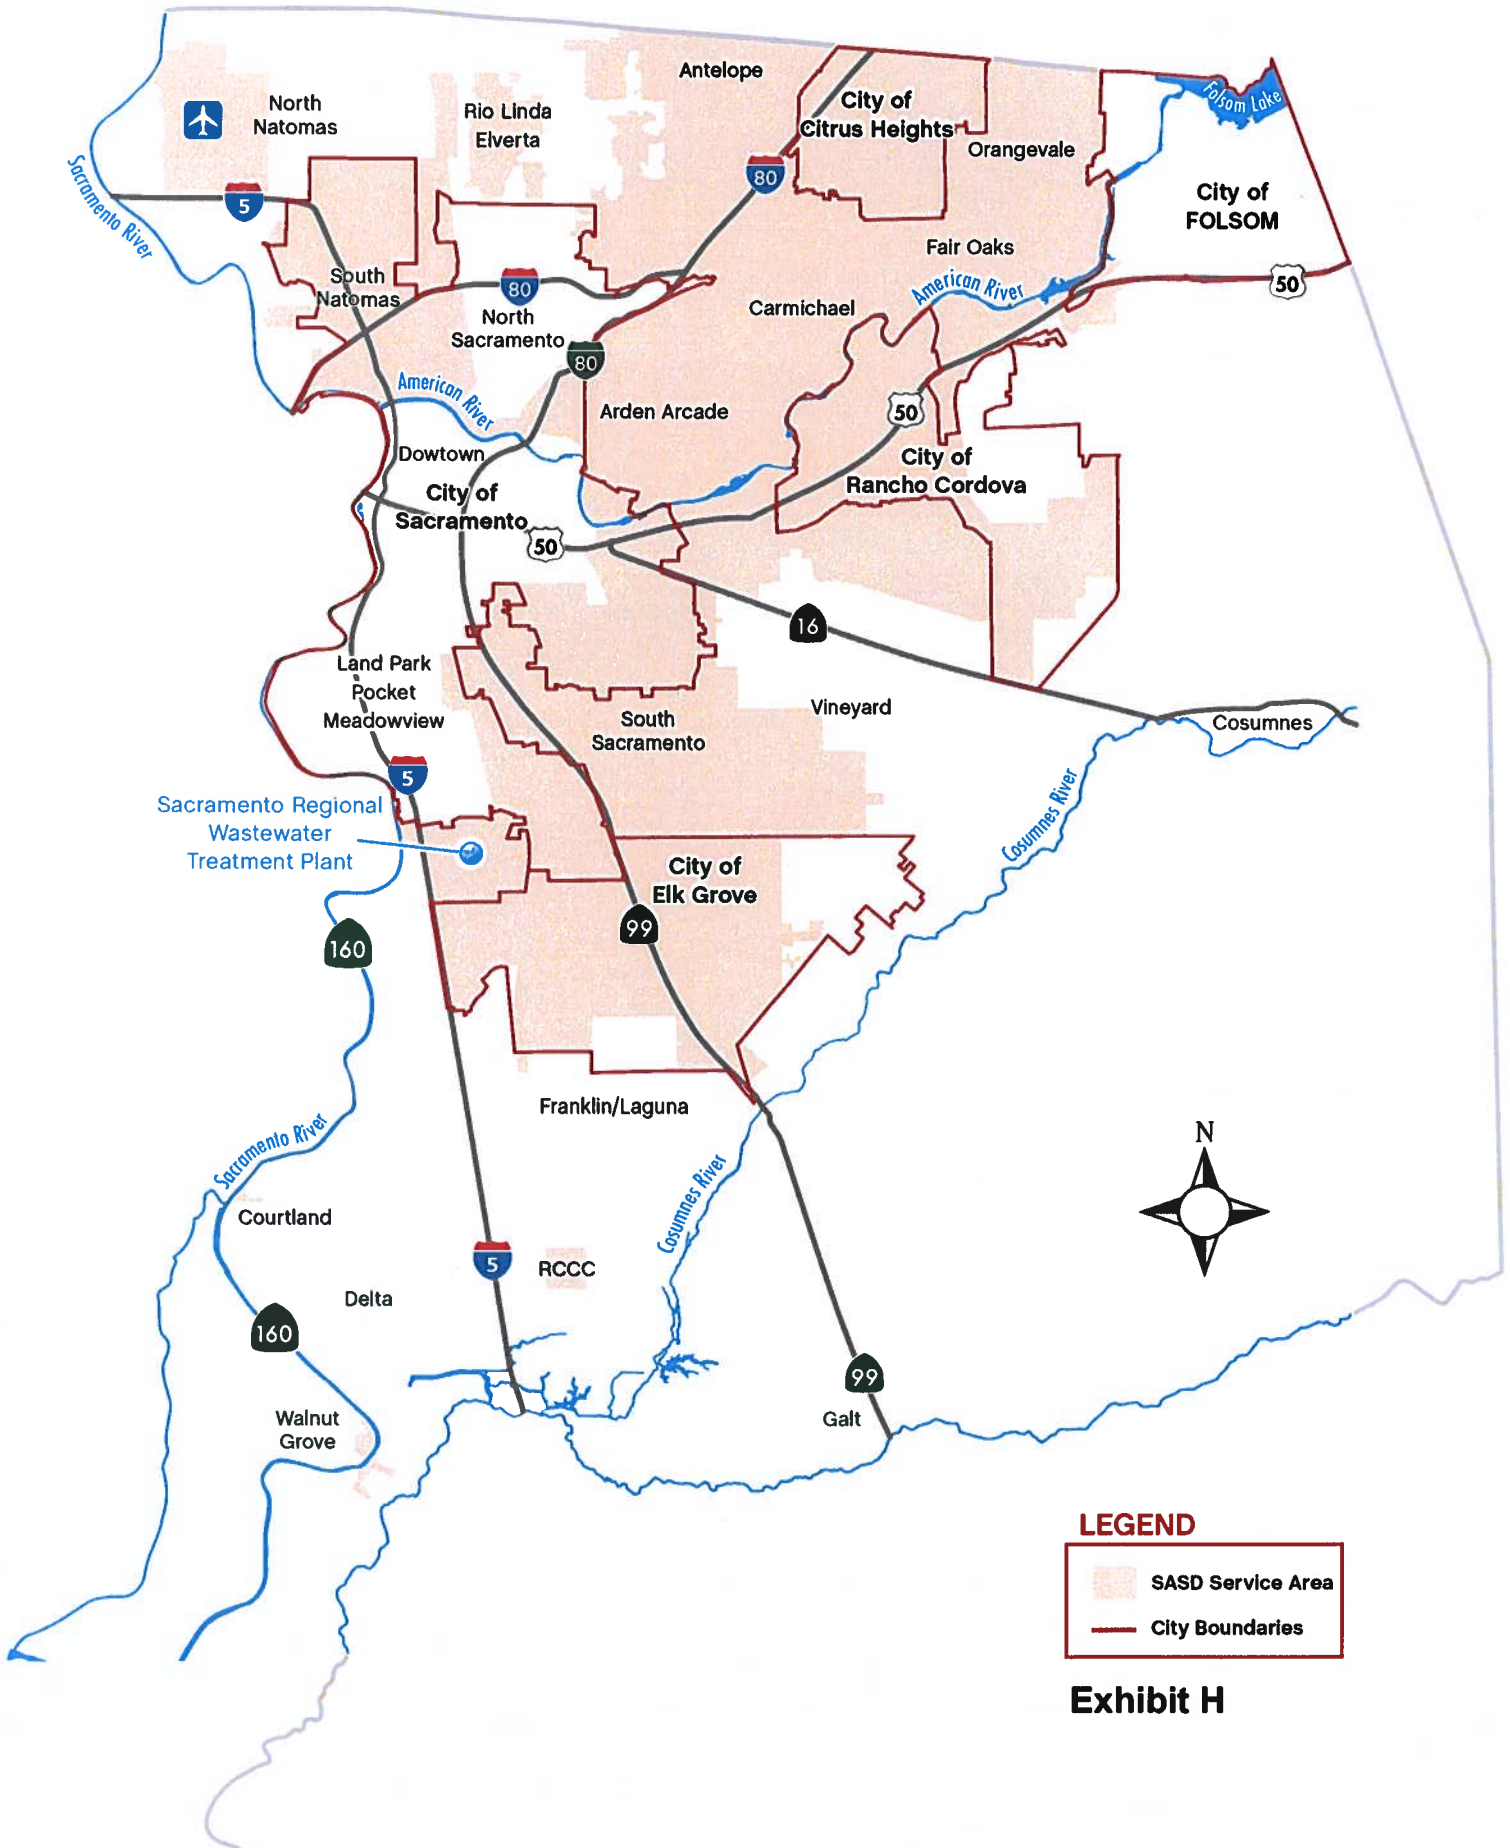 Antelope
City of
Citrus Heights
Folsom Lake
North
Natomas
Rio Linda
Elverta
Orangevale
80
Sacramento River
5
City of
FOLSOM
Fair Oaks
South
Natomas
80
American River
50
Carmichael
North
Sacramento
80
American River
Arden Arcade
50
Dowtown
City of
Rancho Cordova
City of
Sacramento
50
16
Land Park
Pocket
Meadowview
South
Sacramento
Vineyard
Cosumnes
5
Sacramento Regional
Wastewater
Treatment Plant
Cosumnes River
City of
Elk Grove
99
160
Franklin/Laguna
Sacramento River
N
Cosumnes River
Courtland
5
RCCC
Delta
160
99
Walnut
Grove
Galt
LEGEND
SASD Service Area
City Boundaries
Exhibit H